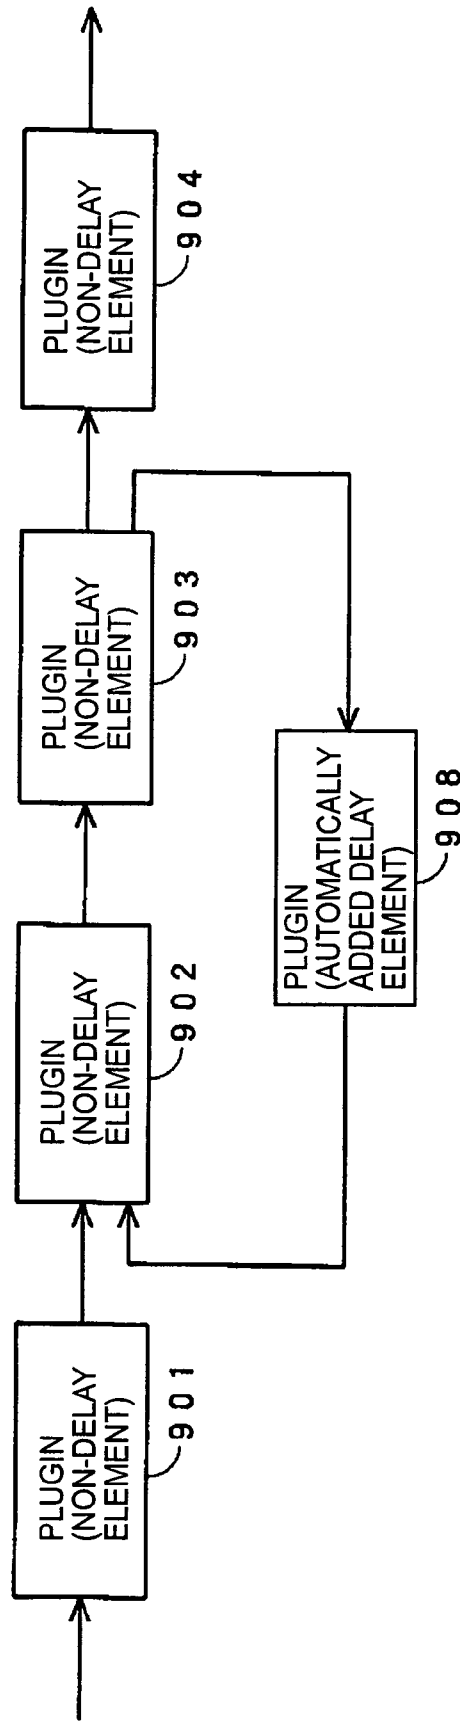 PLUGIN
(NON-DELAY
ELEMENT)
901
PLUGIN
(NON-DELAY
ELEMENT)
902
PLUGIN
(NON-DELAY
ELEMENT)
903
PLUGIN
(NON-DELAY
ELEMENT)
904
PLUGIN
(AUTOMATICALLY
ADDED DELAY
ELEMENT)
908